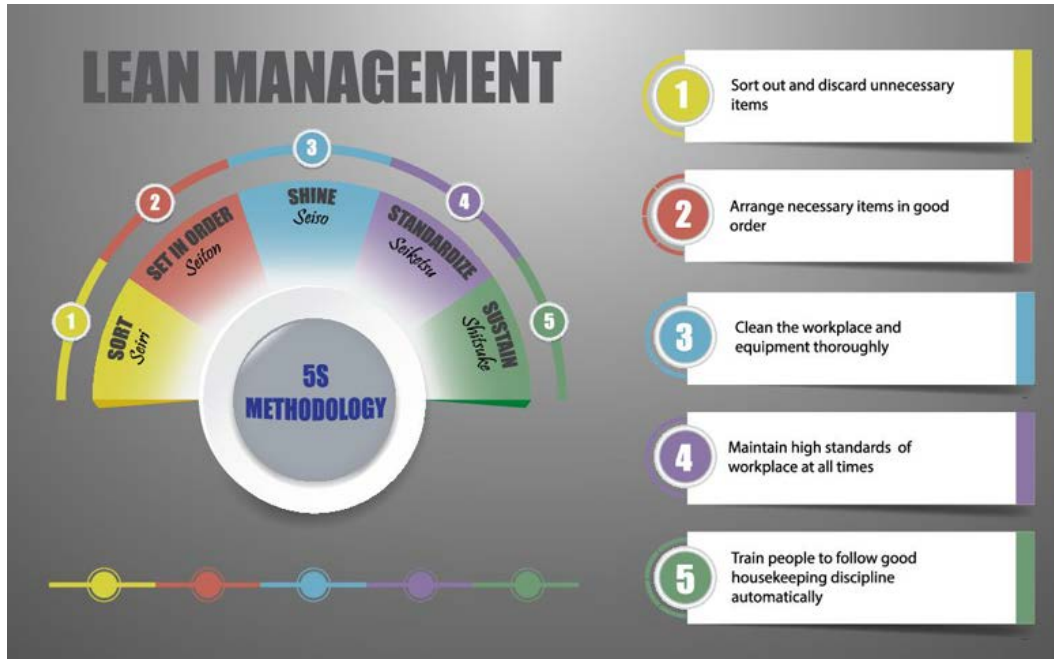 LEAN MANAGEMENT
1
SORT
Seiri
2
SET IN ORDER
Seiton
3
SHINE
Seiso
4
STANDARDIZE
Seiketsu
5
SUSTAIN
Shitsuke
5S
METHODOLOGY
1
Sort out and discard unnecessary
items
2
Arrange necessary items in good
order
3
Clean the workplace and
equipment thoroughly
4
Maintain high standards of
workplace at all times
5
Train people to follow good
housekeeping discipline
automatically